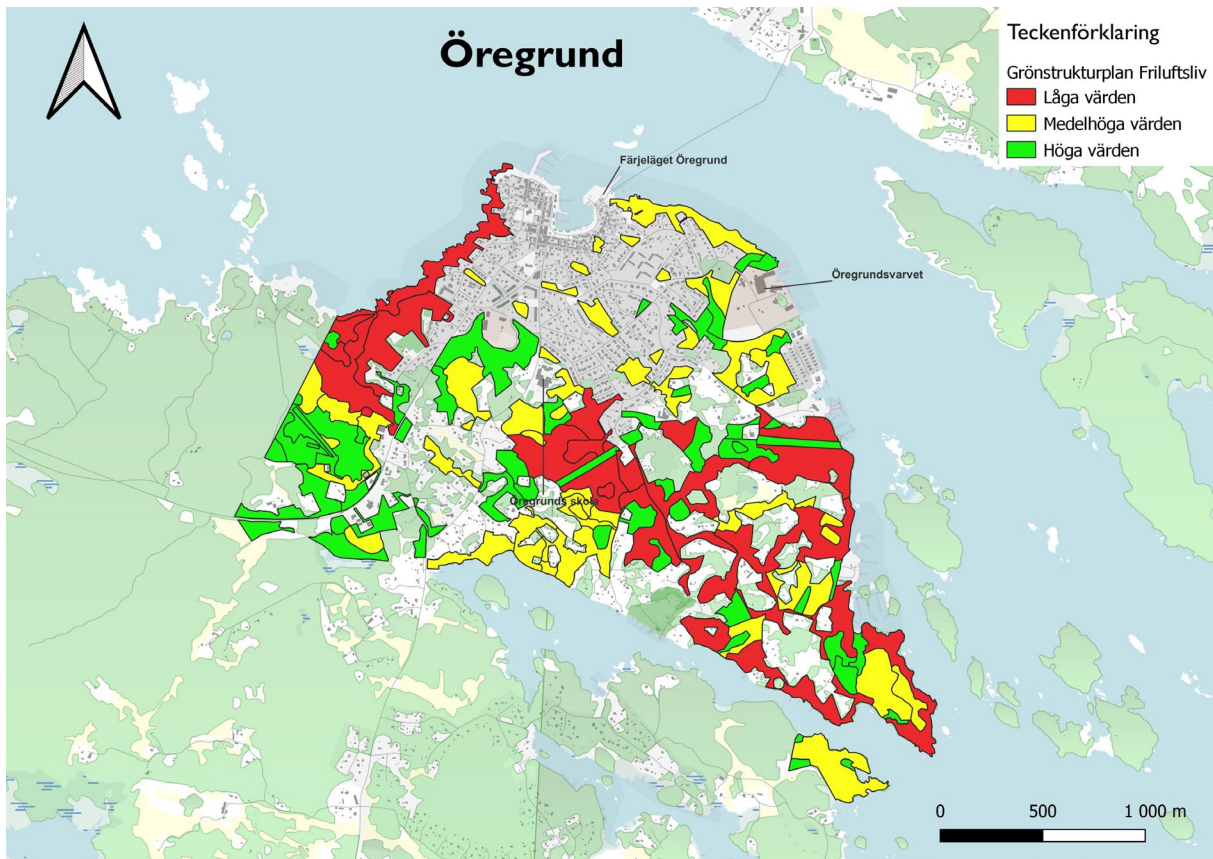 Öregrund
Teckenförklaring
Grönstrukturplan Friluftsliv
Låga värden
Medelhöga värden
Höga värden
Färjeläget Öregrund
Öregrundsvarvet
Öregrunds skola
0 500 1 000 m